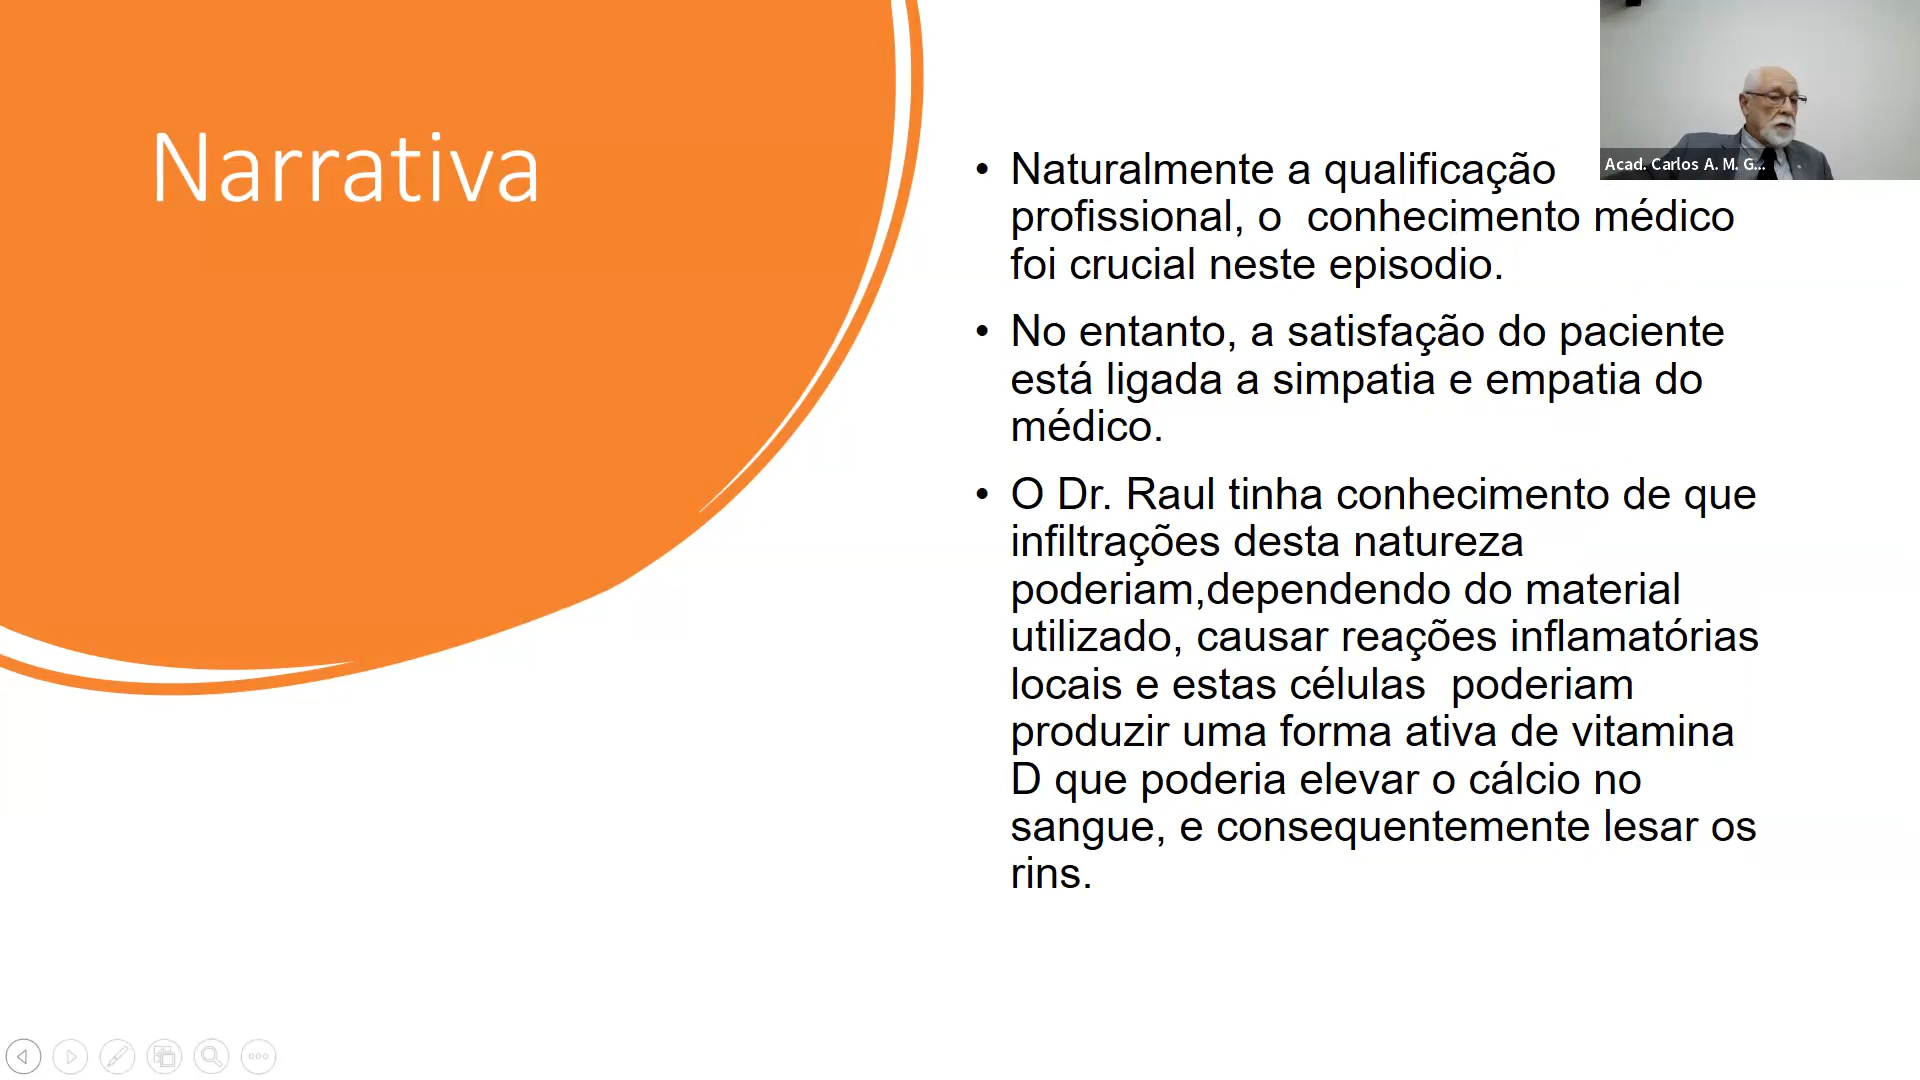 Narrativa
Acad. Carlos A. M. G...
• Naturalmente a qualificação
profissional, o  conhecimento médico
foi crucial neste episodio.
• No entanto, a satisfação do paciente
está ligada a simpatia e empatia do
médico.
• O Dr. Raul tinha conhecimento de que
infiltrações desta natureza
poderiam,dependendo do material
utilizado, causar reações inflamatórias
locais e estas células  poderiam
produzir uma forma ativa de vitamina
D que poderia elevar o cálcio no
sangue, e consequentemente lesar os
rins.